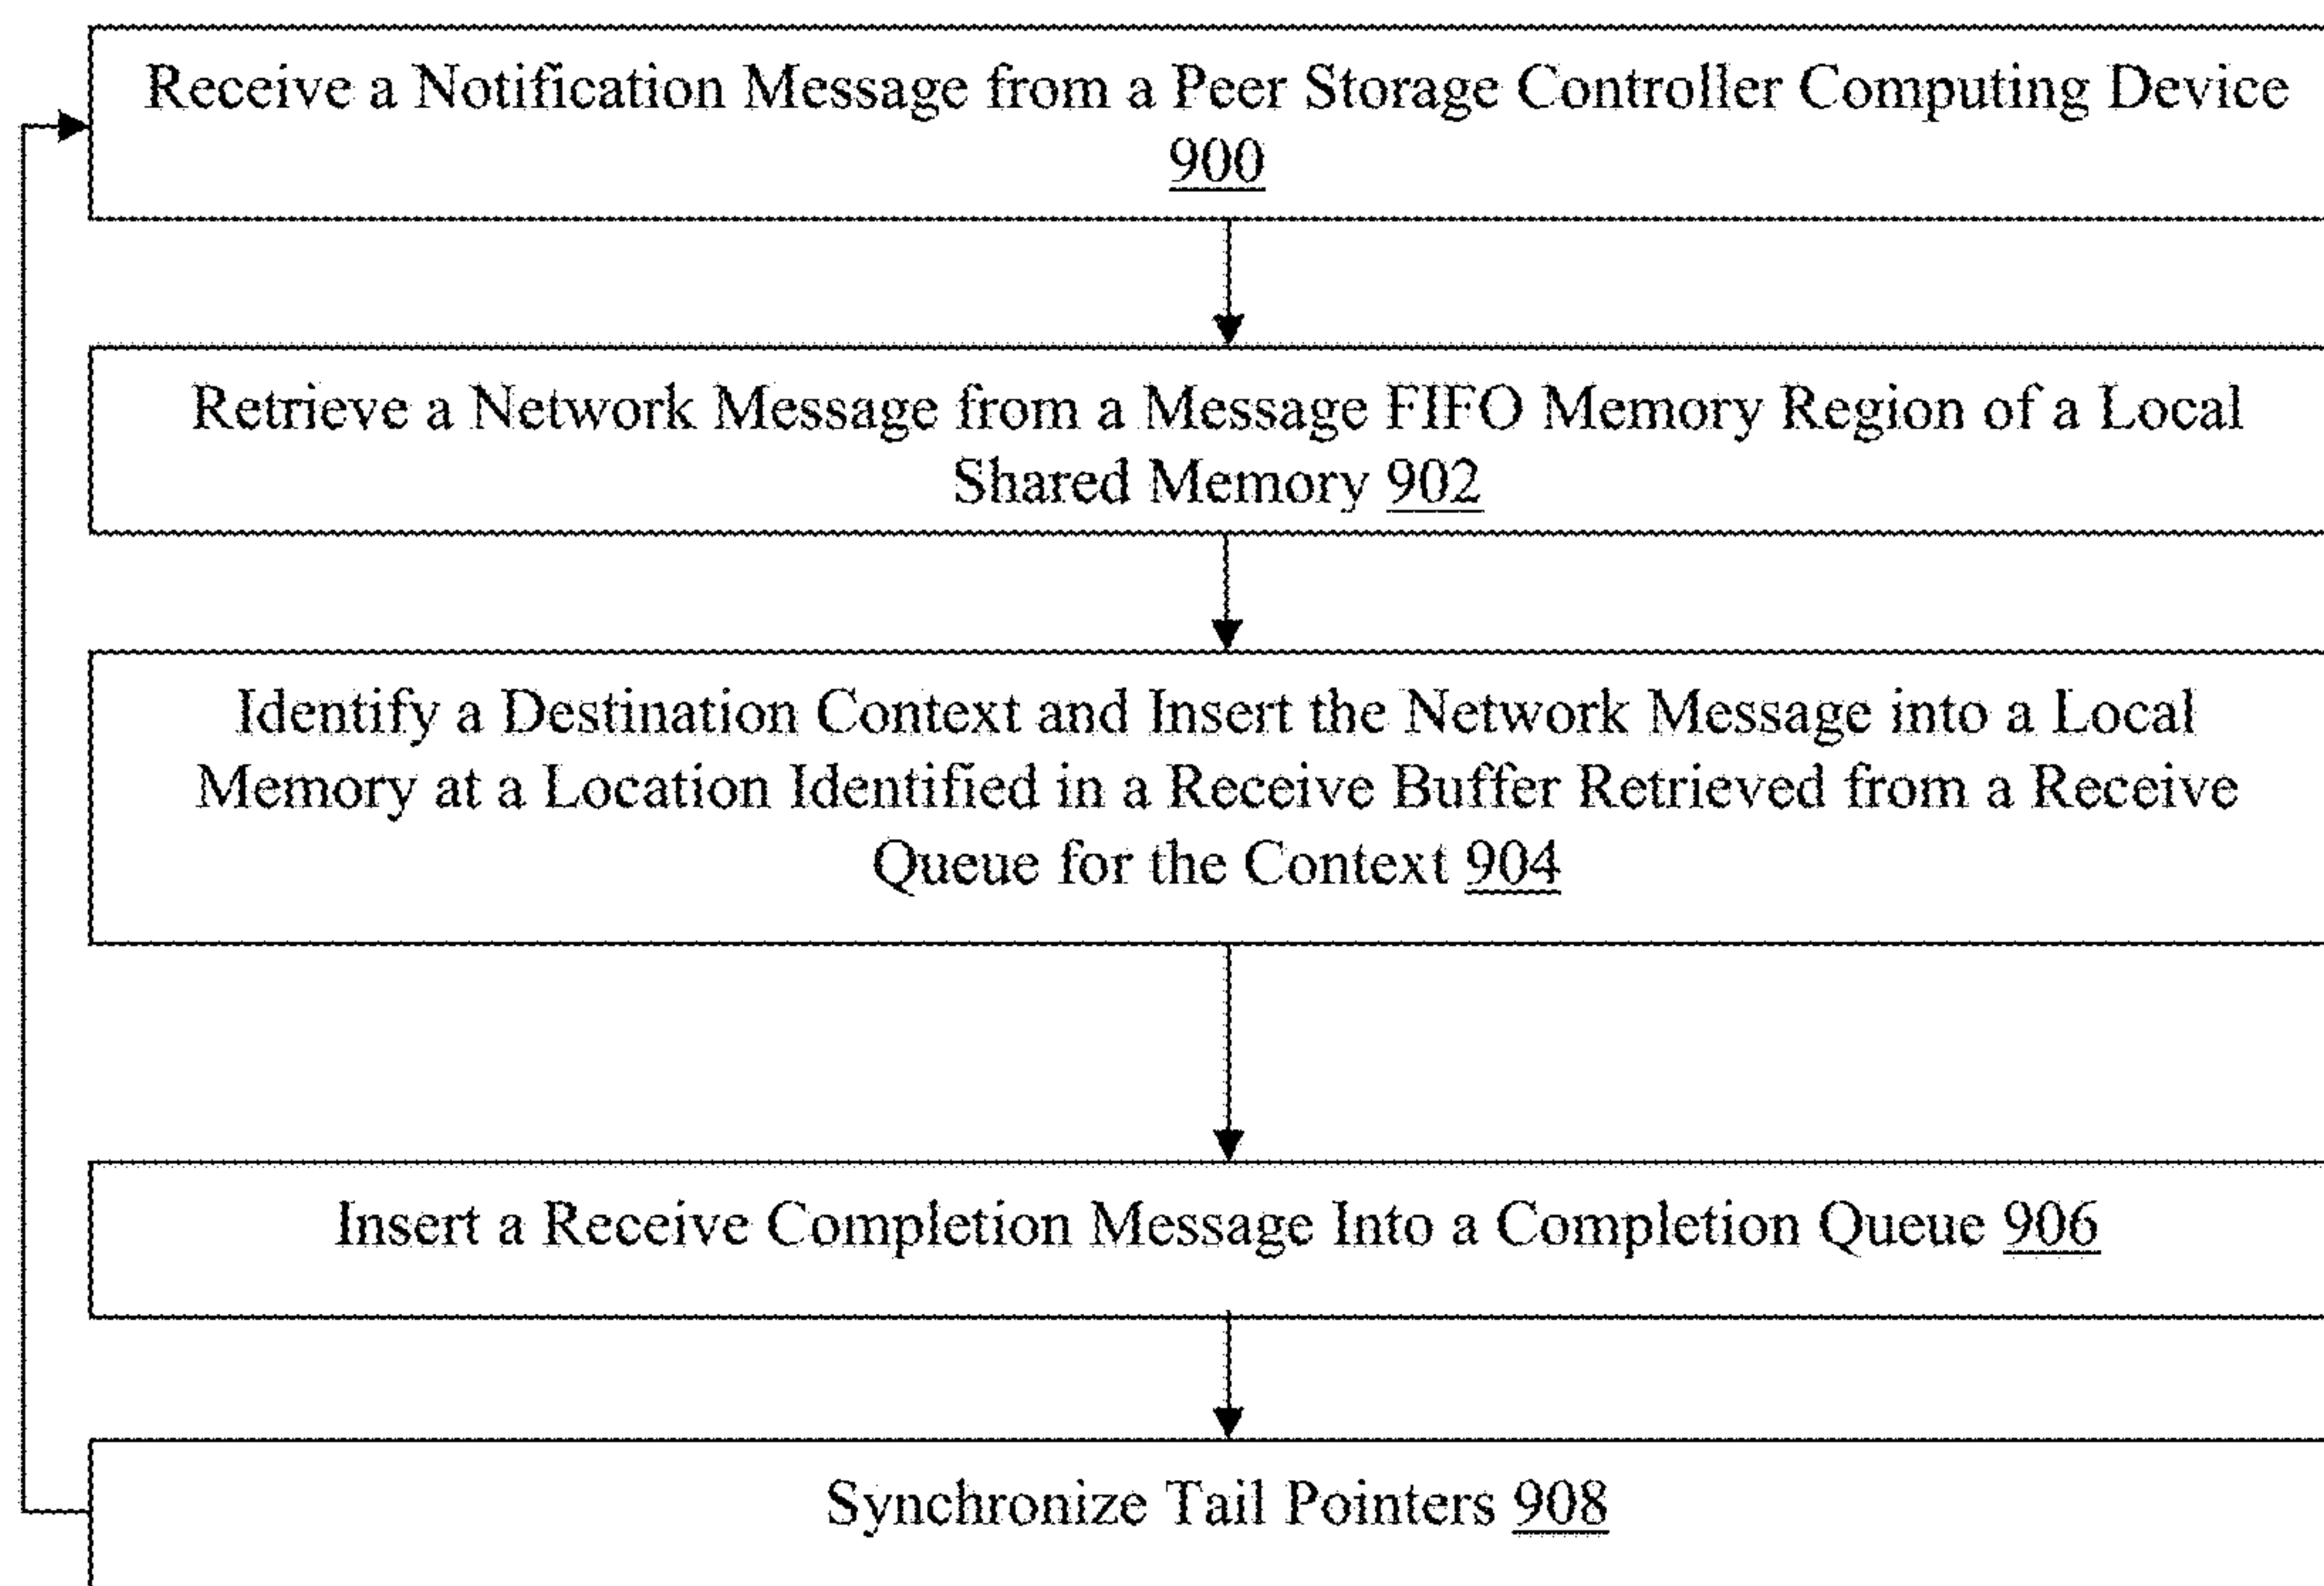 Receive a Notification Message from a Peer Storage Controller Computing Device
900
Retrieve a Network Message from a Message FIFO Memory Region of a Local
Shared Memory 902
Identify a Destination Context and Insert the Network Message into a Local
Memory at a Location Identified in a Receive Buffer Retrieved from a Receive
Queue for the Context 904
Insert a Receive Completion Message Into a Completion Queue 906
Synchronize Tail Pointers 908